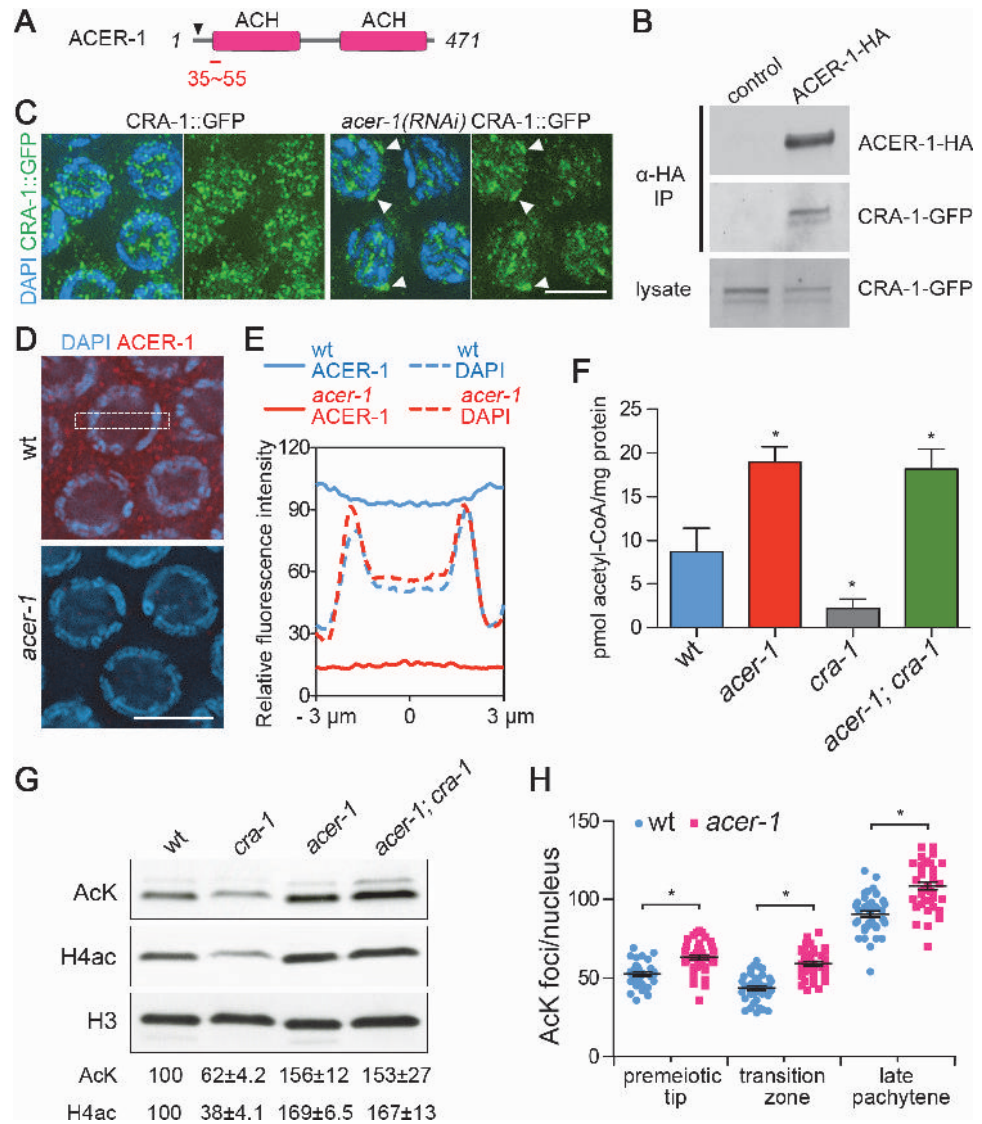 A
ACH
ACH
ACER-1
1
471
35~55
B
control
ACER-1-HA
α-HA
IP
ACER-1-HA
CRA-1-GFP
lysate
CRA-1-GFP
C
CRA-1::GFP
acer-1(RNAi) CRA-1::GFP
DAPI CRA-1::GFP
D
DAPI ACER-1
wt
acer-1
E
wt
ACER-1
wt
DAPI
acer-1
ACER-1
acer-1
DAPI
Relative fluorescence intensity
120
90
60
30
0
- 3 μm
0
3 μm
F
pmol acetyl-CoA/mg protein
25
20
15
10
5
0
*
*
*
wt
acer-1
cra-1
acer-1; cra-1
G
wt
cra-1
acer-1
acer-1; cra-1
AcK
H4ac
H3
AcK 100 62±4.2 156±12 153±27
H4ac 100 38±4.1 169±6.5 167±13
H
wt
acer-1
AcK foci/nucleus
150
100
50
0
*
*
*
premeiotic
tip
transition
zone
late
pachytene